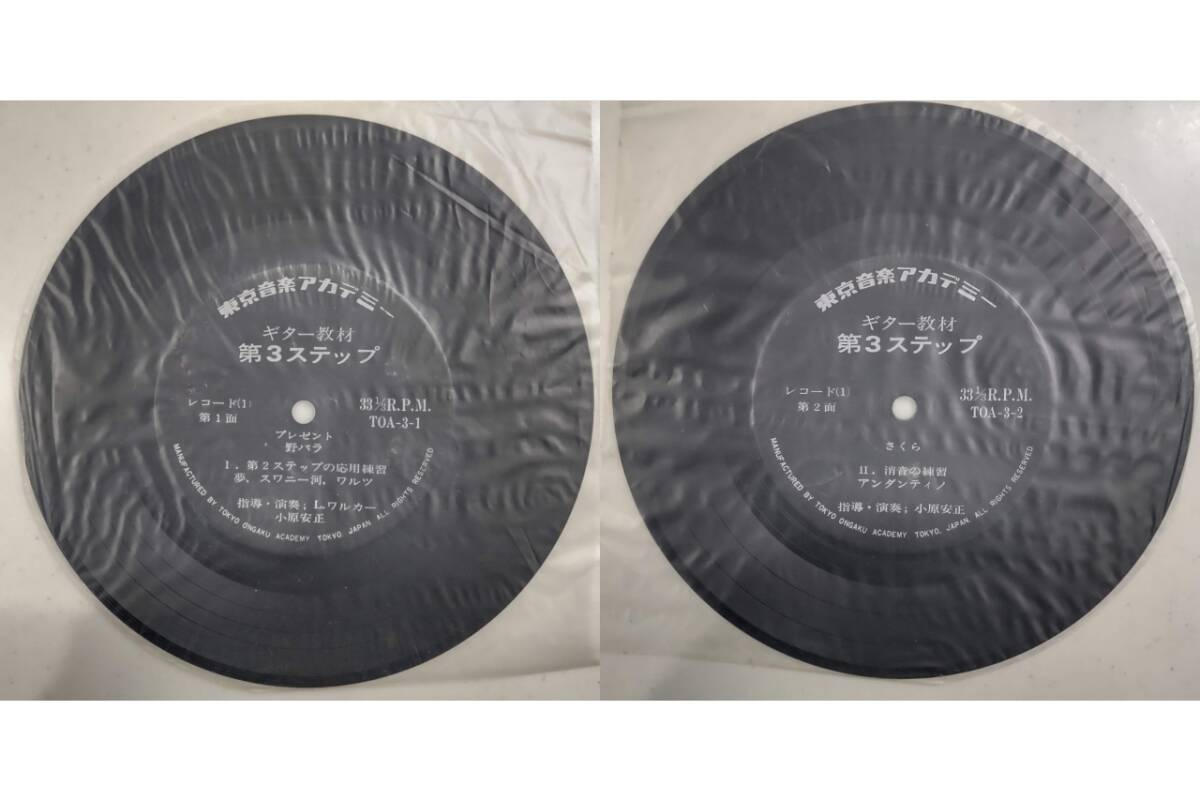 東京音楽アカデミー
ギター教材
第3ステップ
レコード(1)
第1面
33⅓R.P.M.
TOA-3-1
プレゼント
野バラ
I.第2ステップの応用練習
夢、スワニー河、ワルツ
指導・演奏;L.ワルカー
小原安正
MANUFACTURED BY TOKYO ONGAKU ACADEMY TOKYO, JAPAN. ALL RIGHTS RESERVED
東京音楽アカデミー
ギター教材
第3ステップ
レコード(1)
第2面
33⅓R.P.M.
TOA-3-2
さくら
II.消音の練習
アンダンティノ
指導・演奏;小原安正
MANUFACTURED BY TOKYO ONGAKU ACADEMY TOKYO, JAPAN. ALL RIGHTS RESERVED